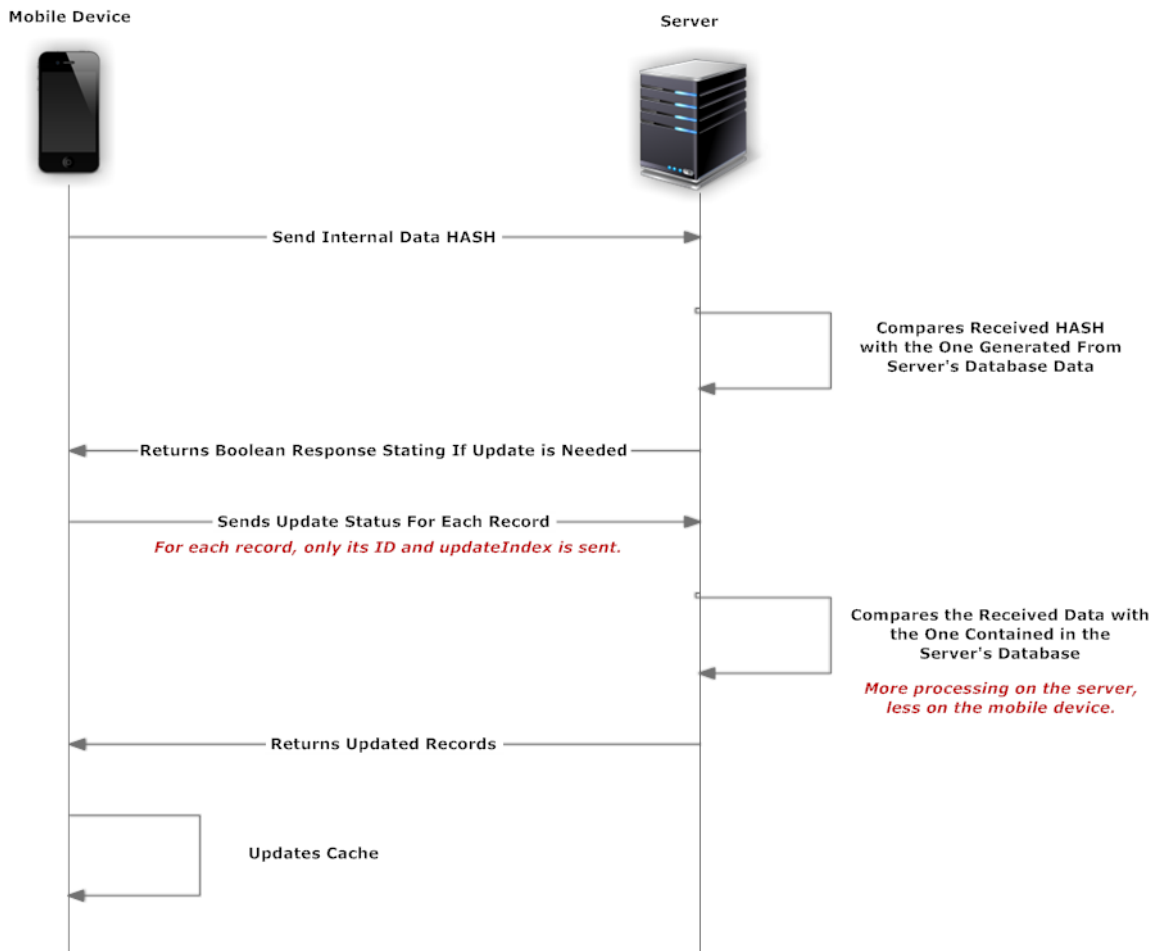 Mobile Device
Server
Send Internal Data HASH
Compares Received HASH
with the One Generated From
Server's Database Data
Returns Boolean Response Stating If Update is Needed
Sends Update Status For Each Record
For each record, only its ID and updateIndex is sent.
Compares the Received Data with
the One Contained in the
Server's Database
More processing on the server,
less on the mobile device.
Returns Updated Records
Updates Cache